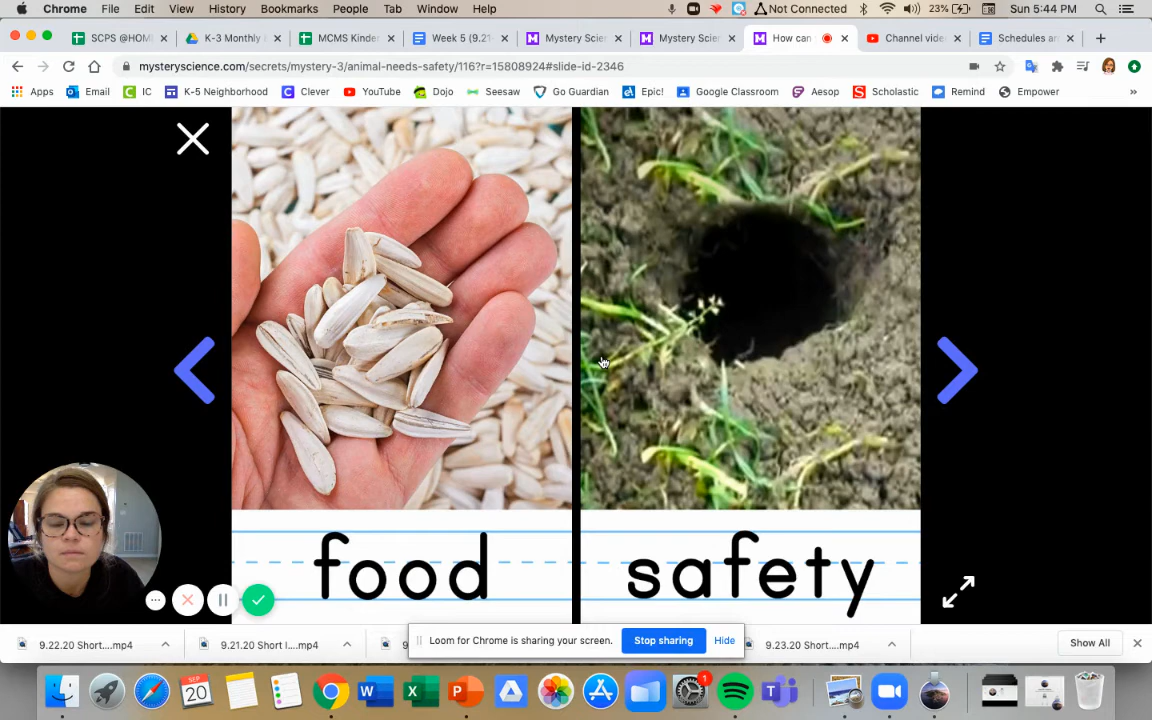 Chrome File Edit View History Bookmarks People Tab Window Help Not Connected 23% Sun 5:44 PM
SCPS @HOM MCMS Kinder K-3 Monthly Week 5 (9.21 Mystery Scie Mystery Scie How can Channel vide Schedules an
mysteryscience.com/secrets/mystery-3/animal-needs-safety/116?r=15808924#slide-id-2346
Apps Email IC K-5 Neighborhood Clever YouTube Dojo Seesaw Go Guardian Epic! Google Classroom Aesop Scholastic Remind Empower
food safety
Loom for Chrome is sharing your screen. Stop sharing Hide
9.22.20 Short....mp4 9.21.20 Short I....mp4 9.23.20 Short....mp4 Show All
SEP
20
1